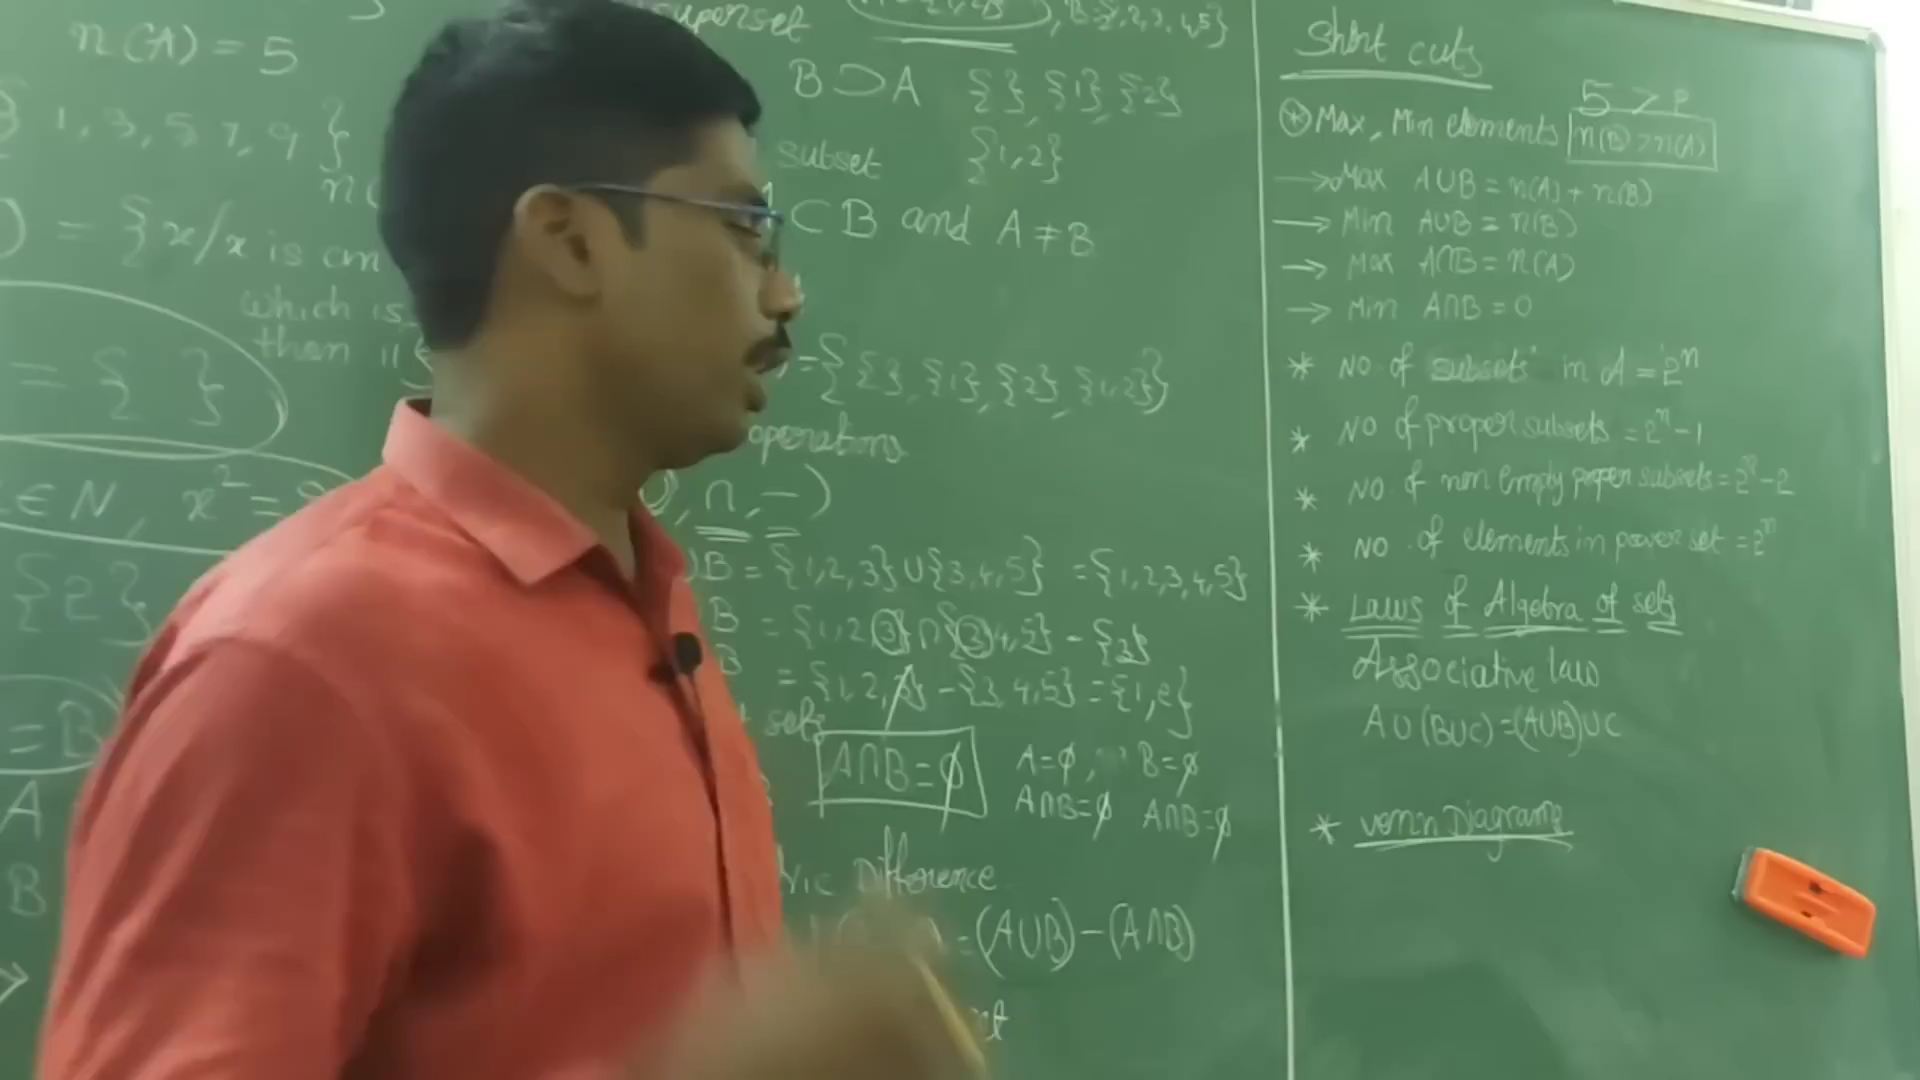 n(A) = 5
{ 1, 3, 5 7, 9 }
= {x/x is an
which is
than 11
= { }
∈ N, x² =
{2}
= B
A
B
superset
B ⊃ A {}, {1}, {2}
subset {1,2}
⊂ B and A ≠ B
= {{}, {1}, {2}, {1,2}}
operations
∩, −)
B = {1,2,3} ∪ {3,4,5} = {1,2,3,4,5}
B = {1,2 3} ∩ {3 4,5} - {3}
B = {1,2,3} - {3 4,5} = {1,2}
sets
A∩B = φ A=φ, B=φ
A∩B=φ A∩B=φ
ric Difference
= (A∪B) − (A∩B)
Short cuts
5 >
* Max, Min elements n(B) > n(A)
→ Max A∪B = n(A) + n(B)
→ Min A∪B = n(B)
→ Max A∩B = n(A)
→ Min A∩B = 0
* NO. of subsets in A = 2ⁿ
* NO of proper subsets = 2ⁿ-1
* NO. of non empty proper subsets = 2ⁿ-2
* NO. of elements in power set = 2ⁿ
* Laws of Algebra of sets
Associative law
A∪(B∪C) = (A∪B)∪C
* venn Diagrams